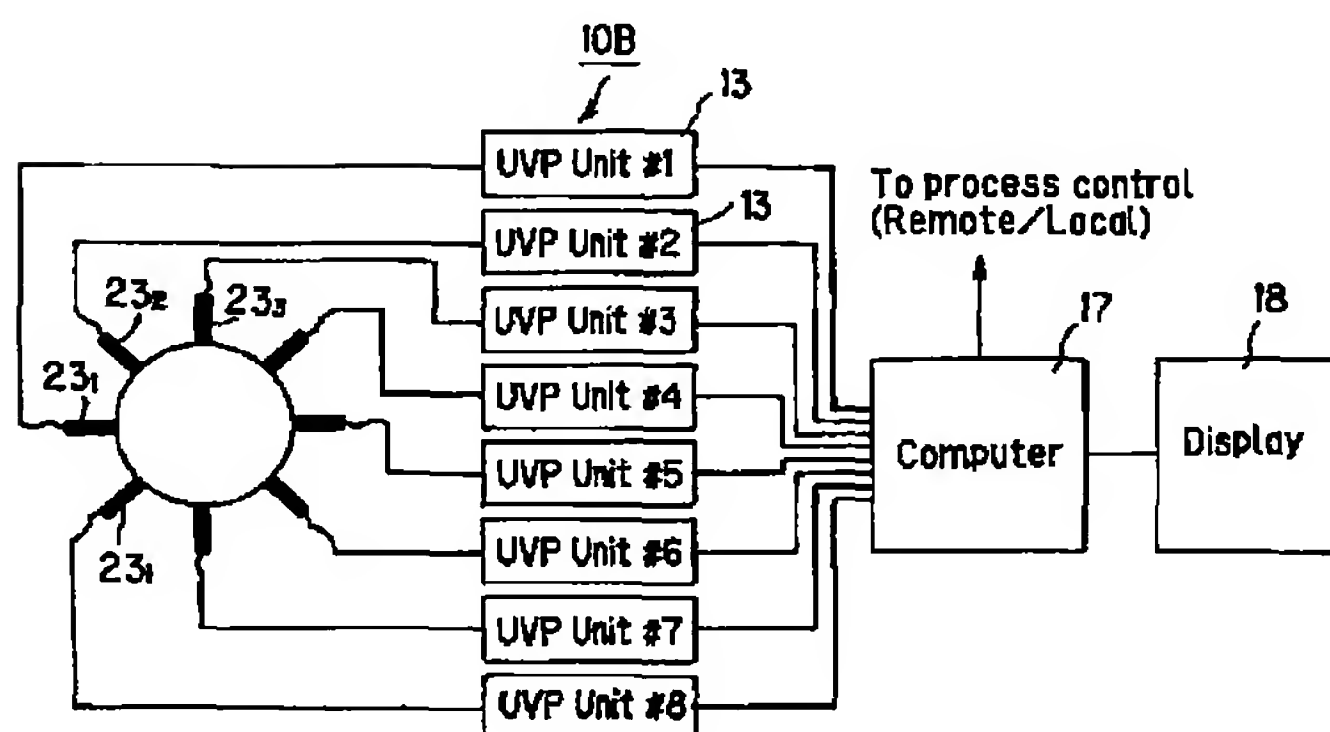 10B
13
UVP Unit #1
To process control
(Remote/Local)
13
UVP Unit #2
23₂
23₃
UVP Unit #3
17
18
23₁
UVP Unit #4
Computer
Display
UVP Unit #5
UVP Unit #6
23ₜ
UVP Unit #7
UVP Unit #8